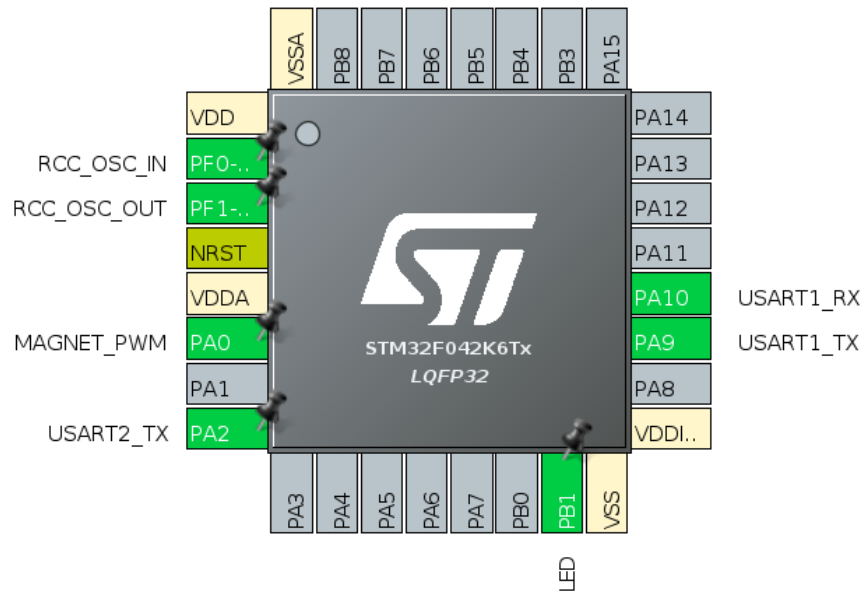 VSSA
PB8
PB7
PB6
PB5
PB4
PB3
PA15
VDD
PA14
RCC_OSC_IN
PF0-..
PA13
RCC_OSC_OUT
PF1-..
PA12
NRST
PA11
VDDA
PA10
USART1_RX
MAGNET_PWM
PA0
PA9
USART1_TX
PA1
PA8
USART2_TX
PA2
VDDI..
ST
STM32F042K6Tx
LQFP32
PA3
PA4
PA5
PA6
PA7
PB0
PB1
VSS
LED